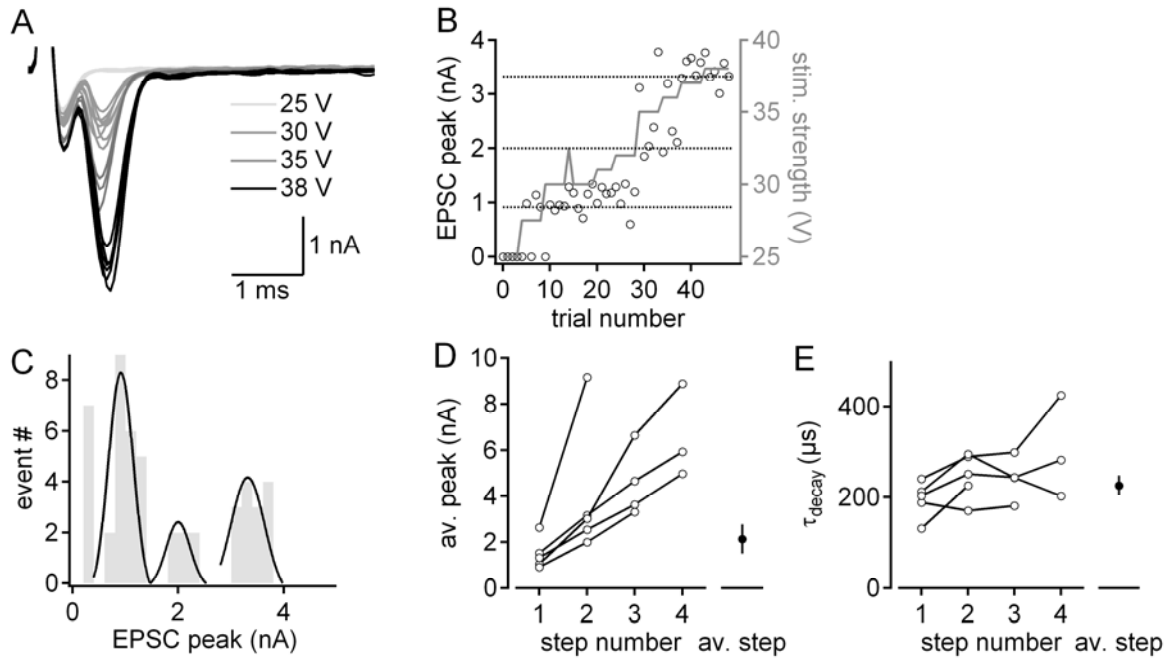 A
25 V
30 V
35 V
38 V
1 nA
1 ms
B
EPSC peak (nA)
4
3
2
1
0
40
35
30
25
stim. strength (V)
0 10 20 30 40
trial number
C
event #
8
6
4
2
0
0 2 4
EPSC peak (nA)
D
av. peak (nA)
10
8
6
4
2
0
1 2 3 4
step number av. step
E
τdecay (µs)
400
200
0
1 2 3 4
step number av. step